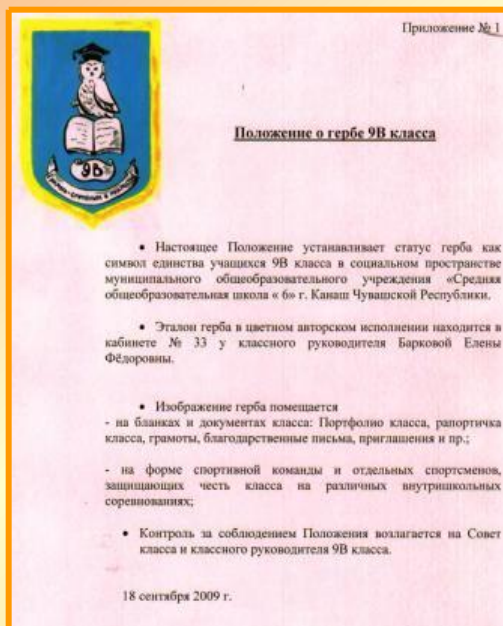 Приложение № 1
9В
Положение о гербе 9В класса
• Настоящее Положение устанавливает статус герба как
символ единства учащихся 9В класса в социальном пространстве
муниципального общеобразовательного учреждения «Средняя
общеобразовательная школа « 6» г. Канаш Чувашской Республики.
• Эталон герба в цветном авторском исполнении находится в
кабинете № 33 у классного руководителя Барковой Елены
Фёдоровны.
• Изображение герба помещается
- на бланках и документах класса: Портфолио класса, рапортичка
класса, грамоты, благодарственные письма, приглашения и пр.;
- на форме спортивной команды и отдельных спортсменов,
защищающих честь класса на различных внутришкольных
соревнованиях;
• Контроль за соблюдением Положения возлагается на Совет
класса и классного руководителя 9В класса.
18 сентября 2009 г.